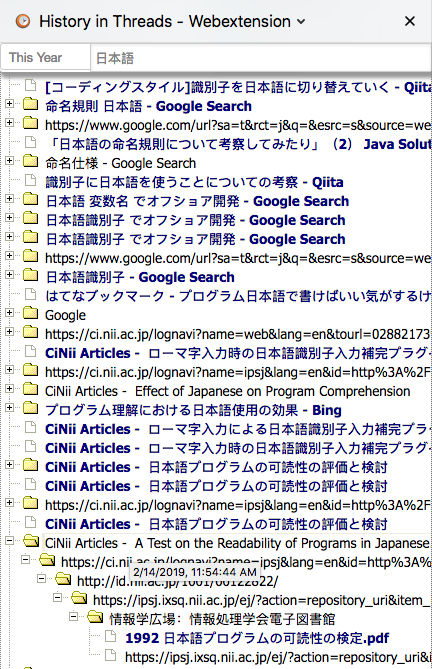 History in Threads - Webextension
This Year 日本語
[コーディングスタイル]識別子を日本語に切り替えていく - Qiita
命名規則 日本語 - Google Search
https://www.google.com/url?sa=t&rct=j&q=&esrc=s&source=we
「日本語の命名規則について考察してみたり」（2） Java Solut
命名仕様 - Google Search
識別子に日本語を使うことについての考察 - Qiita
日本語 変数名 でオフショア開発 - Google Search
日本語識別子 でオフショア開発 - Google Search
日本語識別子 でオフショア開発 - Google Search
https://www.google.com/url?sa=t&rct=j&q=&esrc=s&source=we
日本語識別子 - Google Search
はてなブックマーク - プログラム日本語で書けばいい気がするけ
Google
https://ci.nii.ac.jp/lognavi?name=web&lang=en&tourl=02882173
CiNii Articles - ローマ字入力時の日本語識別子入力補完プラグ
https://ci.nii.ac.jp/lognavi?name=ipsj&lang=en&id=http%3A%2F
CiNii Articles - Effect of Japanese on Program Comprehension
プログラム理解における日本語使用の効果 - Bing
CiNii Articles - ローマ字入力による日本語識別子入力補完プラ
CiNii Articles - ローマ字入力時の日本語識別子入力補完プラグ
CiNii Articles - 日本語プログラムの可読性の評価と検討
CiNii Articles - 日本語プログラムの可読性の評価と検討
https://ci.nii.ac.jp/lognavi?name=ipsj&lang=en&id=http%3A%2F
CiNii Articles - 日本語プログラムの可読性の評価と検討
CiNii Articles - A Test on the Readability of Programs in Japanese
https://ci.nii.ac.jp/lognavi?name=ipsj&lang=en&id=http%3A%2F
2/14/2019, 11:54:44 AM
http://id.nii.ac.jp/1001/00122622/
https://ipsj.ixsq.nii.ac.jp/ej/?action=repository_uri&item_
情報学広場：情報処理学会電子図書館
1992 日本語プログラムの可読性の検定.pdf
https://ipsj.ixsq.nii.ac.jp/ej/?action=repository_uri&item_